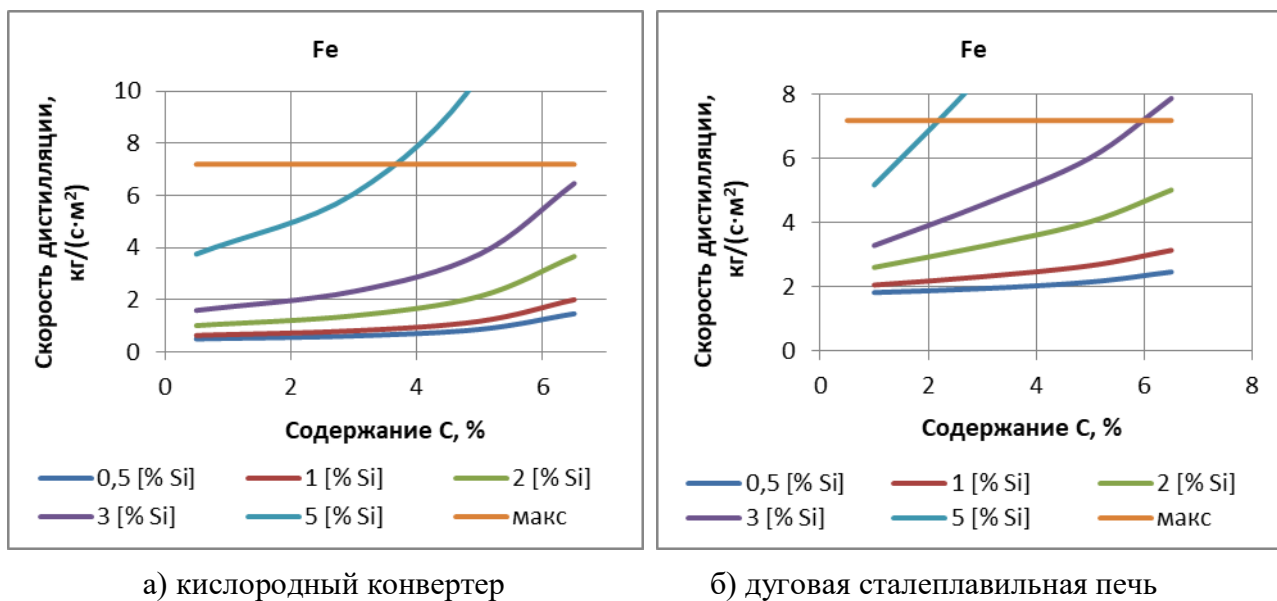 Fe
Скорость дистилляции,
кг/(с·м²)
10
8
6
4
2
0
0 2 4 6
Содержание С, %
0,5 [% Si] 1 [% Si] 2 [% Si]
3 [% Si] 5 [% Si] макс
Fe
Скорость дистилляции,
кг/(с·м²)
8
6
4
2
0
0 2 4 6 8
Содержание С, %
0,5 [% Si] 1 [% Si] 2 [% Si]
3 [% Si] 5 [% Si] макс
а) кислородный конвертер
б) дуговая сталеплавильная печь